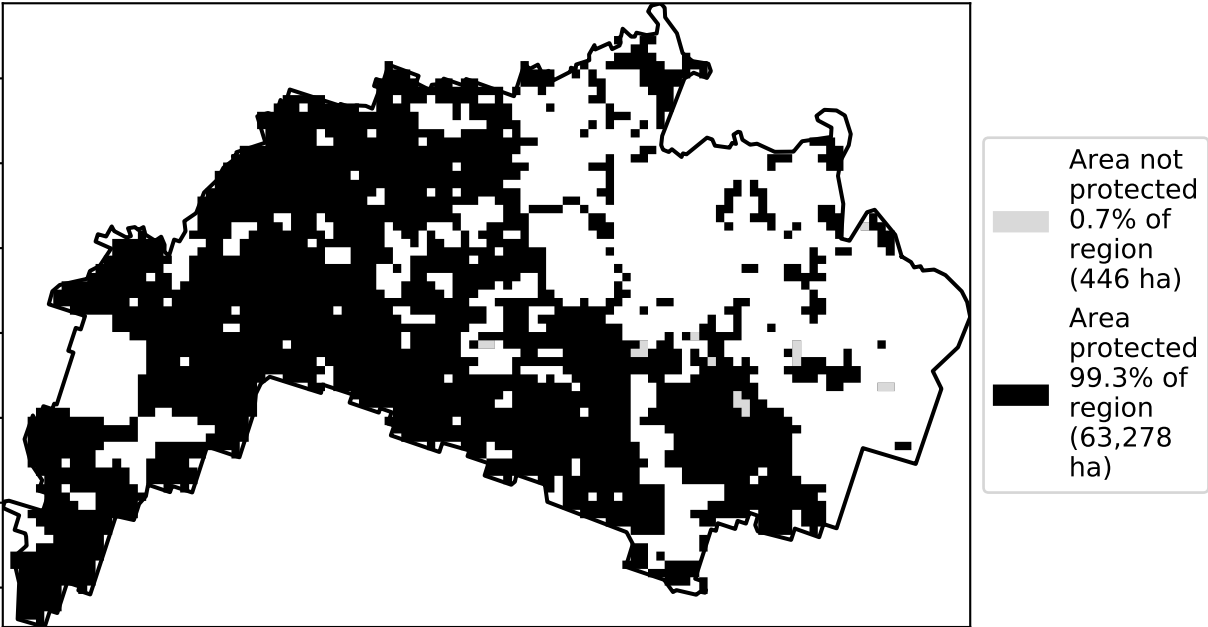 Area not
protected
0.7% of
region
(446 ha)
Area
protected
99.3% of
region
(63,278
ha)